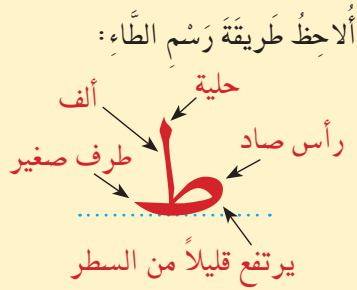 أُلاحِظُ طَرِيقَةَ رَسْمِ الطَّاءِ:
حلية
ألف
رأس صاد
طرف صغير
ط
يرتفع قليلاً من السطر